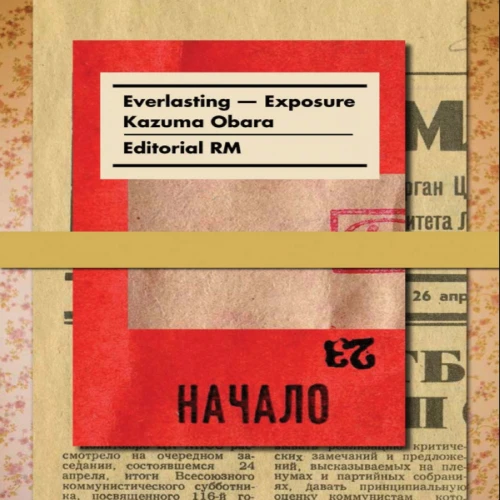 Everlasting — Exposure
Kazuma Obara
Editorial RM
М
рган Ц
итета Л
26 апр
23
НАЧАЛО
ТБ
П
смотрело на очередном за-
седании, состоявшемся 24
апреля, итоги Всесоюзного
коммунистического субботни-
ка, посвященного 116-й го-
критиче-
ских замечаний и предложе-
ний, высказываемых на пле-
нумах и партийных собрани
ях, давать принципиальную
оценку коммунистам, кото-